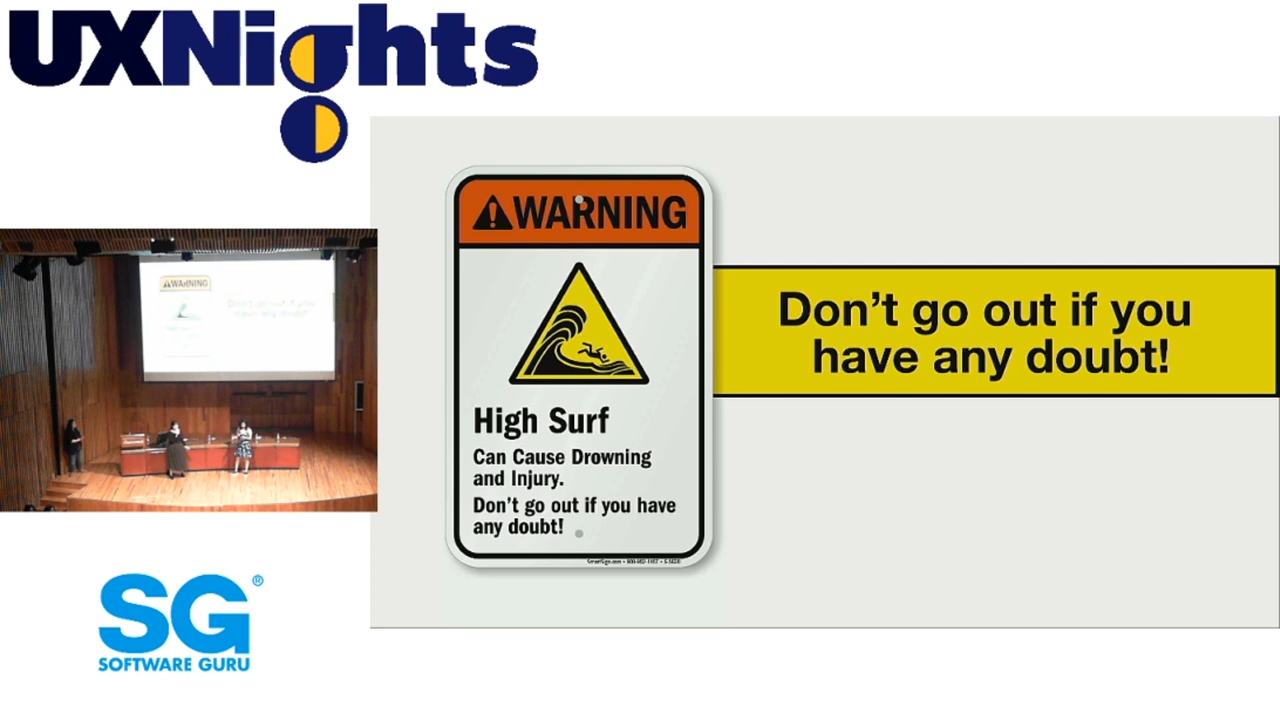 UXNights
WARNING
High Surf
Can Cause Drowning
and Injury.
Don't go out if you have
any doubt!
Don't go out if you
have any doubt!
WARNING
SG®
SOFTWARE GURU